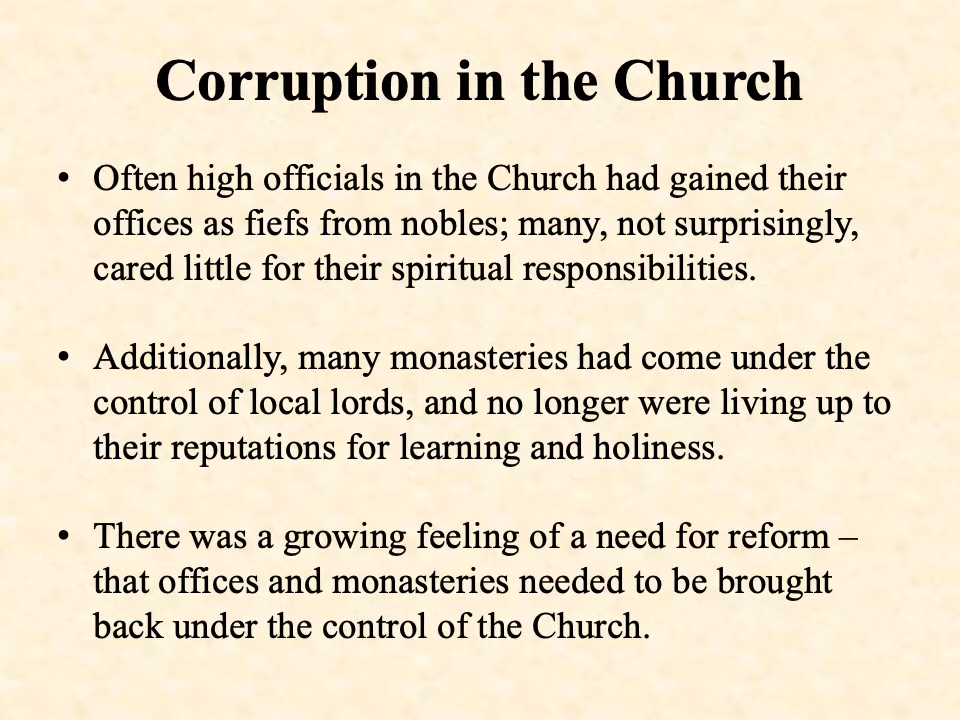 Corruption in the Church
• Often high officials in the Church had gained their
offices as fiefs from nobles; many, not surprisingly,
cared little for their spiritual responsibilities.
• Additionally, many monasteries had come under the
control of local lords, and no longer were living up to
their reputations for learning and holiness.
• There was a growing feeling of a need for reform –
that offices and monasteries needed to be brought
back under the control of the Church.